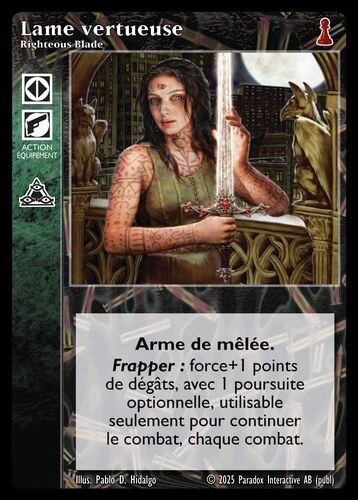 Lame vertueuse
Righteous Blade
ACTION
EQUIPEMENT
Arme de mêlée.
Frapper : force+1 points
de dégâts, avec 1 poursuite
optionnelle, utilisable
seulement pour continuer
le combat, chaque combat.
Illus. Pablo D. Hidalgo © 2025 Paradox Interactive AB (publ)